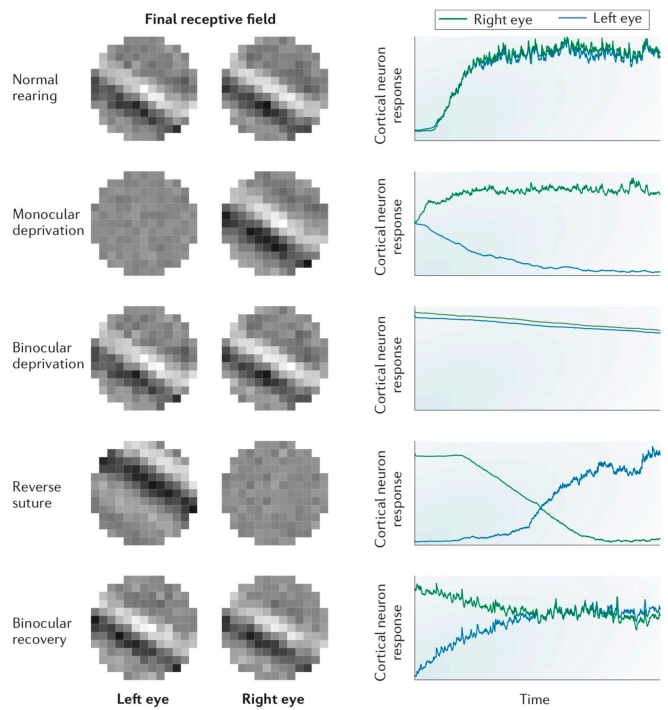 Final receptive field
Right eye
Left eye
Normal
rearing
Cortical neuron
response
Monocular
deprivation
Cortical neuron
response
Binocular
deprivation
Cortical neuron
response
Reverse
suture
Cortical neuron
response
Binocular
recovery
Cortical neuron
response
Left eye
Right eye
Time